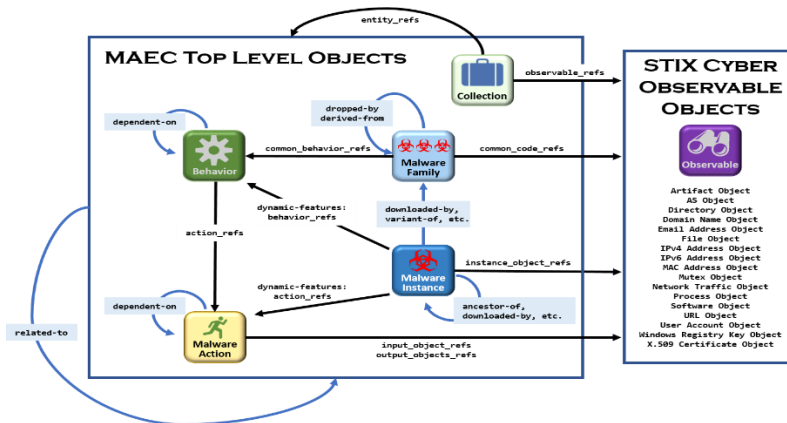 entity_refs
MAEC Top Level Objects
Collection
observable_refs
STIX Cyber
Observable
Objects
dependent-on
dropped-by
derived-from
Behavior
common_behavior_refs
Malware
Family
common_code_refs
Observable
dynamic-features:
behavior_refs
downloaded-by,
variant-of, etc.
action_refs
Malware
Instance
instance_object_refs
dynamic-features:
action_refs
dependent-on
ancestor-of,
downloaded-by, etc.
related-to
Malware
Action
input_object_refs
output_objects_refs
Artifact Object
AS Object
Directory Object
Domain Name Object
Email Address Object
File Object
IPv4 Address Object
IPv6 Address Object
MAC Address Object
Mutex Object
Network Traffic Object
Process Object
Software Object
URL Object
User Account Object
Windows Registry Key Object
X.509 Certificate Object